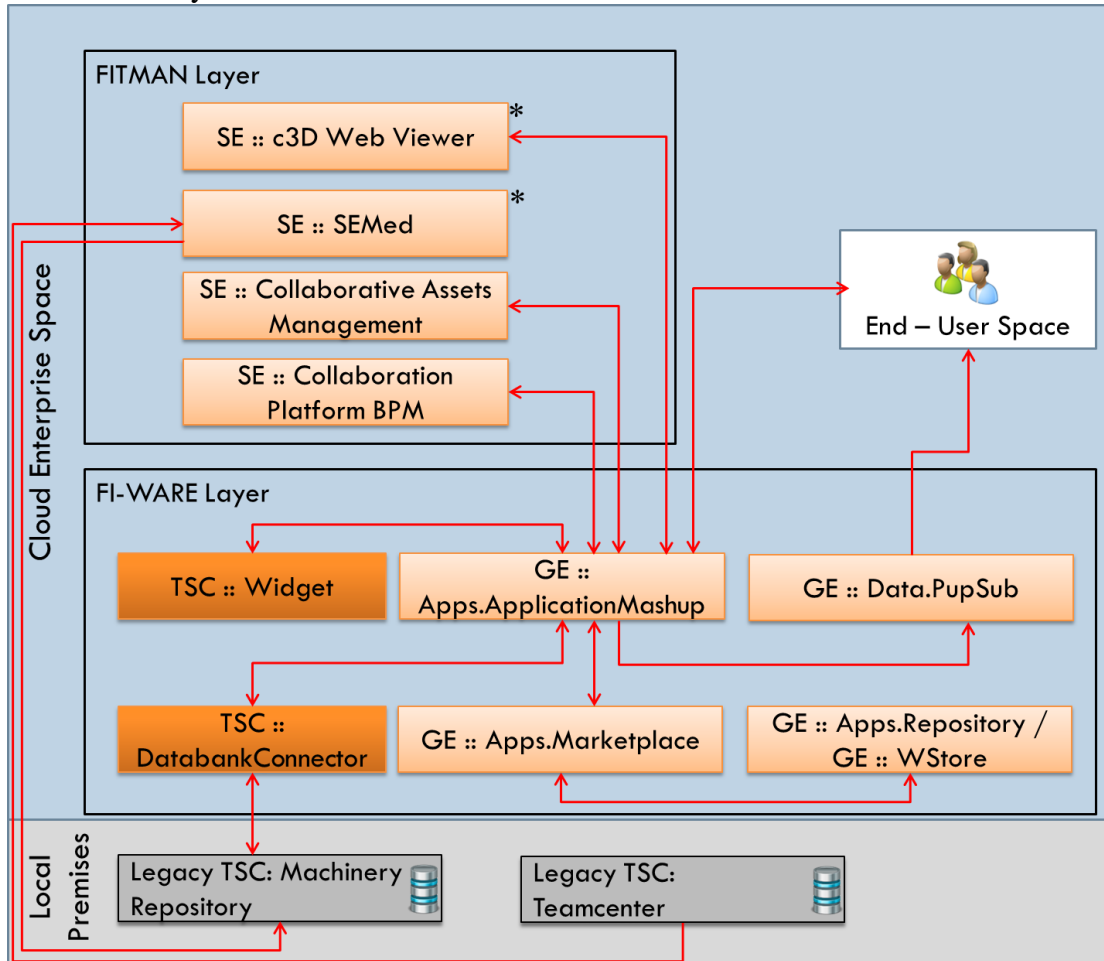 FITMAN Layer
SE :: c3D Web Viewer
*
SE :: SEMed
*
SE :: Collaborative Assets
Management
SE :: Collaboration
Platform BPM
End – User Space
Cloud Enterprise Space
FI-WARE Layer
TSC :: Widget
GE ::
Apps.ApplicationMashup
GE :: Data.PupSub
TSC ::
DatabankConnector
GE :: Apps.Marketplace
GE :: Apps.Repository /
GE :: WStore
Local
Premises
Legacy TSC: Machinery
Repository
Legacy TSC:
Teamcenter